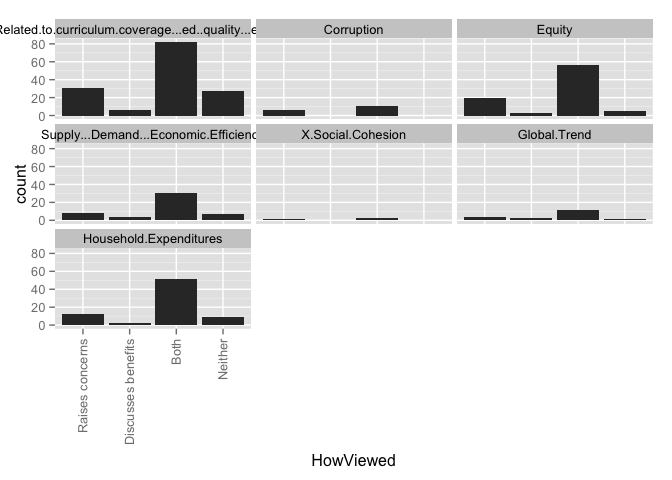 Related.to.curriculum.coverage...ed..quality...e
Corruption
Equity
80
60
40
20
0
Supply...Demand...Economic.Efficienc
X.Social.Cohesion
Global.Trend
80
60
40
20
0
Household.Expenditures
80
60
40
20
0
count
Raises concerns
Discusses benefits
Both
Neither
HowViewed